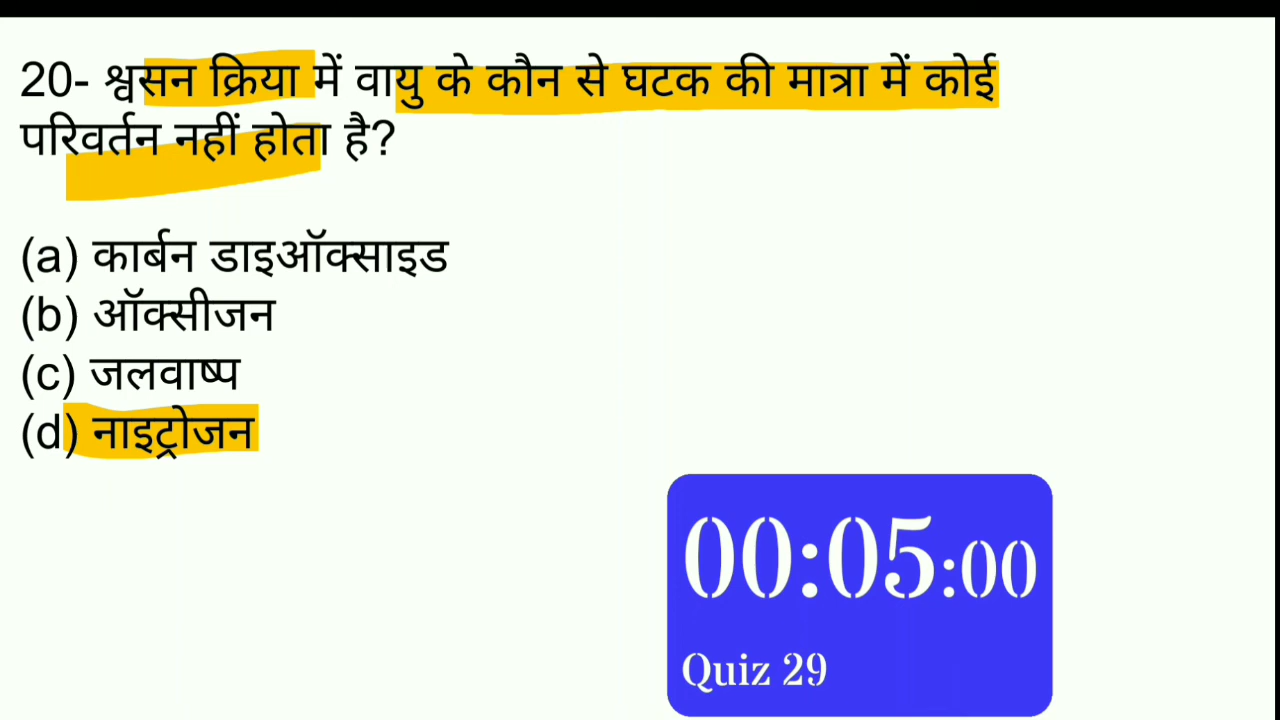 20- श्वसन क्रिया में वायु के कौन से घटक की मात्रा में कोई
परिवर्तन नहीं होता है?
(a) कार्बन डाइऑक्साइड
(b) ऑक्सीजन
(c) जलवाष्प
(d) नाइट्रोजन
00:05:00
Quiz 29